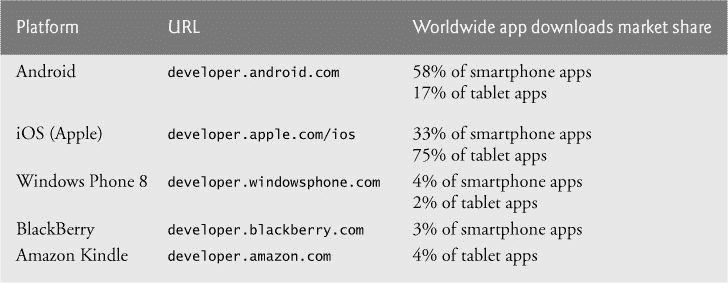 Platform URL Worldwide app downloads market share
Android developer.android.com 58% of smartphone apps
17% of tablet apps
iOS (Apple) developer.apple.com/ios 33% of smartphone apps
75% of tablet apps
Windows Phone 8 developer.windowsphone.com 4% of smartphone apps
2% of tablet apps
BlackBerry developer.blackberry.com 3% of smartphone apps
Amazon Kindle developer.amazon.com 4% of tablet apps